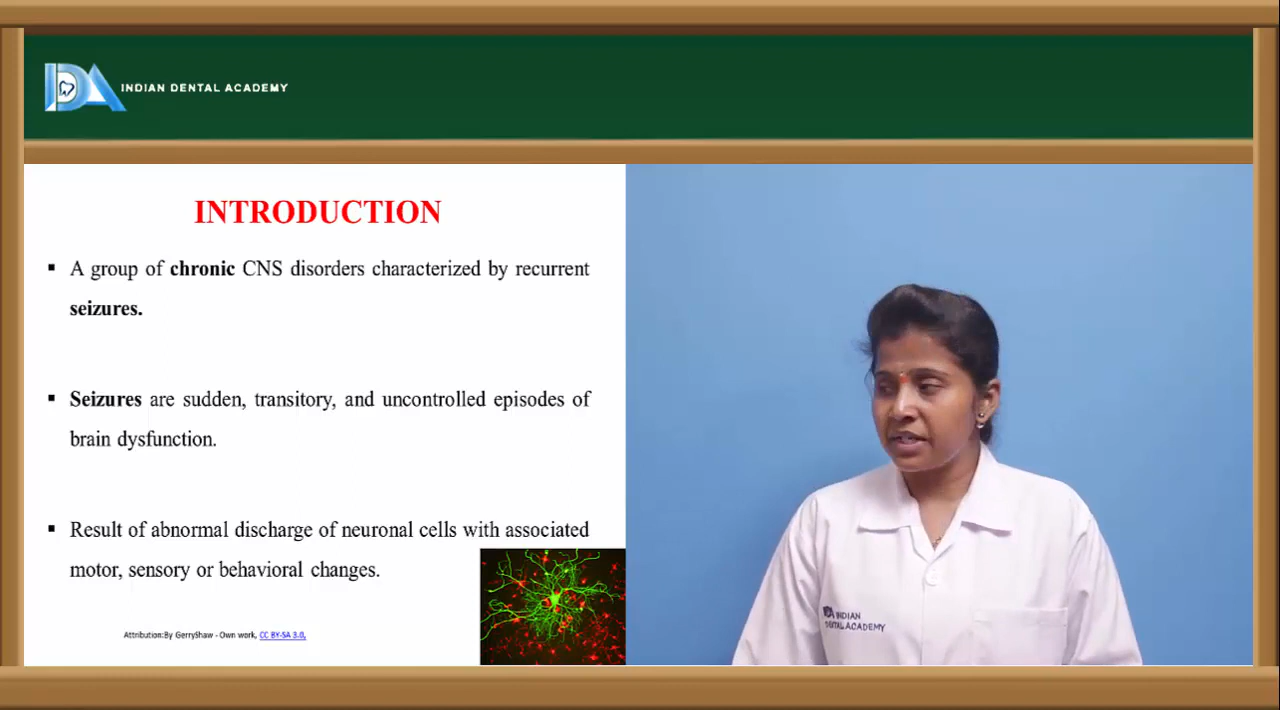 INDIAN DENTAL ACADEMY
INTRODUCTION
▪ A group of chronic CNS disorders characterized by recurrent
seizures.
▪ Seizures are sudden, transitory, and uncontrolled episodes of
brain dysfunction.
▪ Result of abnormal discharge of neuronal cells with associated
motor, sensory or behavioral changes.
Attribution:By GerryShaw - Own work, CC BY-SA 3.0,
INDIAN
DENTAL ACADEMY